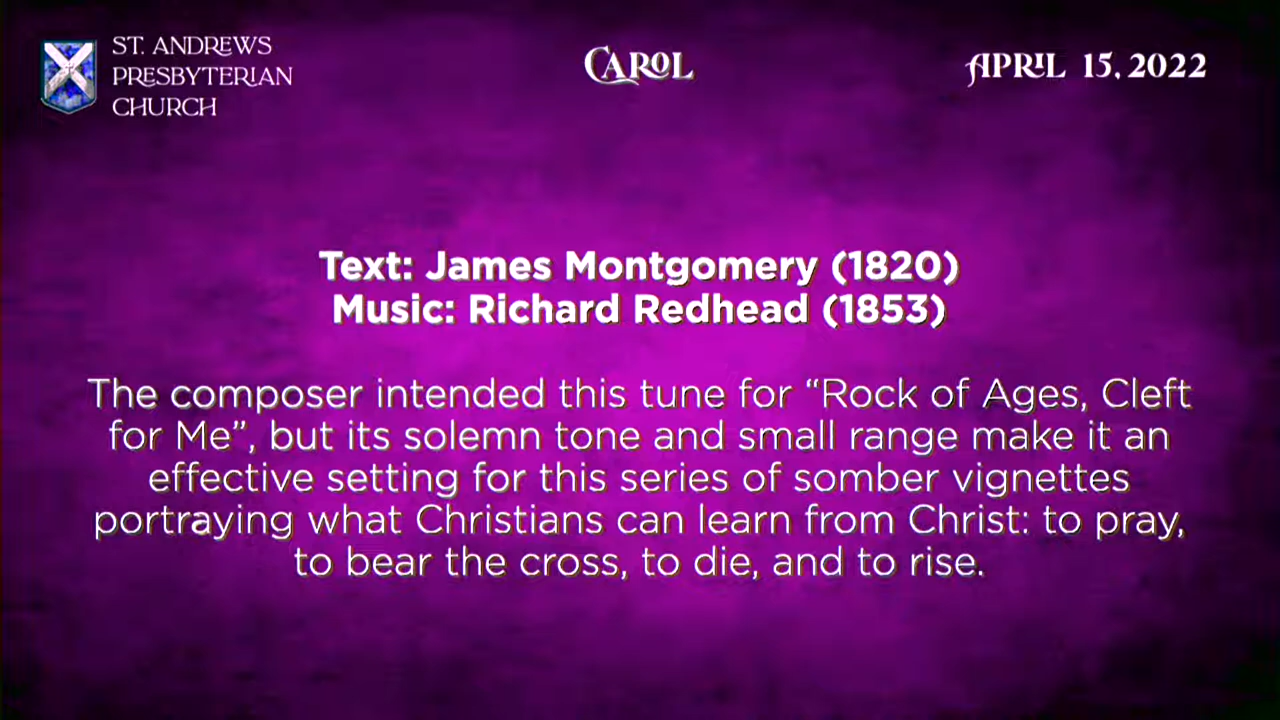 ST. ANDREWS
PRESBYTERIAN
CHURCH
CAROL
APRIL 15, 2022
Text: James Montgomery (1820)
Music: Richard Redhead (1853)
The composer intended this tune for “Rock of Ages, Cleft
for Me”, but its solemn tone and small range make it an
effective setting for this series of somber vignettes
portraying what Christians can learn from Christ: to pray,
to bear the cross, to die, and to rise.